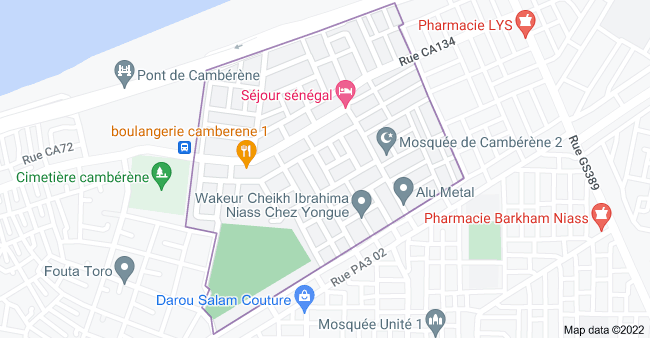 Pharmacie LYS
Rue CA134
Pont de Cambérène
Séjour sénégal
boulangerie camberene 1
Mosquée de Cambérène 2
Rue CA72
Rue GS389
Cimetière cambérène
Wakeur Cheikh Ibrahima
Niass Chez Yongue
Alu Metal
Pharmacie Barkham Niass
Fouta Toro
Rue PA3 02
Darou Salam Couture
Mosquée Unité 1
Map data ©2022